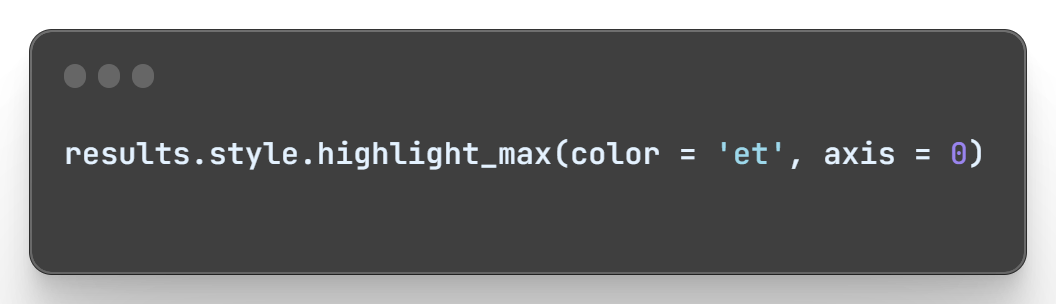 results.style.highlight_max(color = 'et', axis = 0)